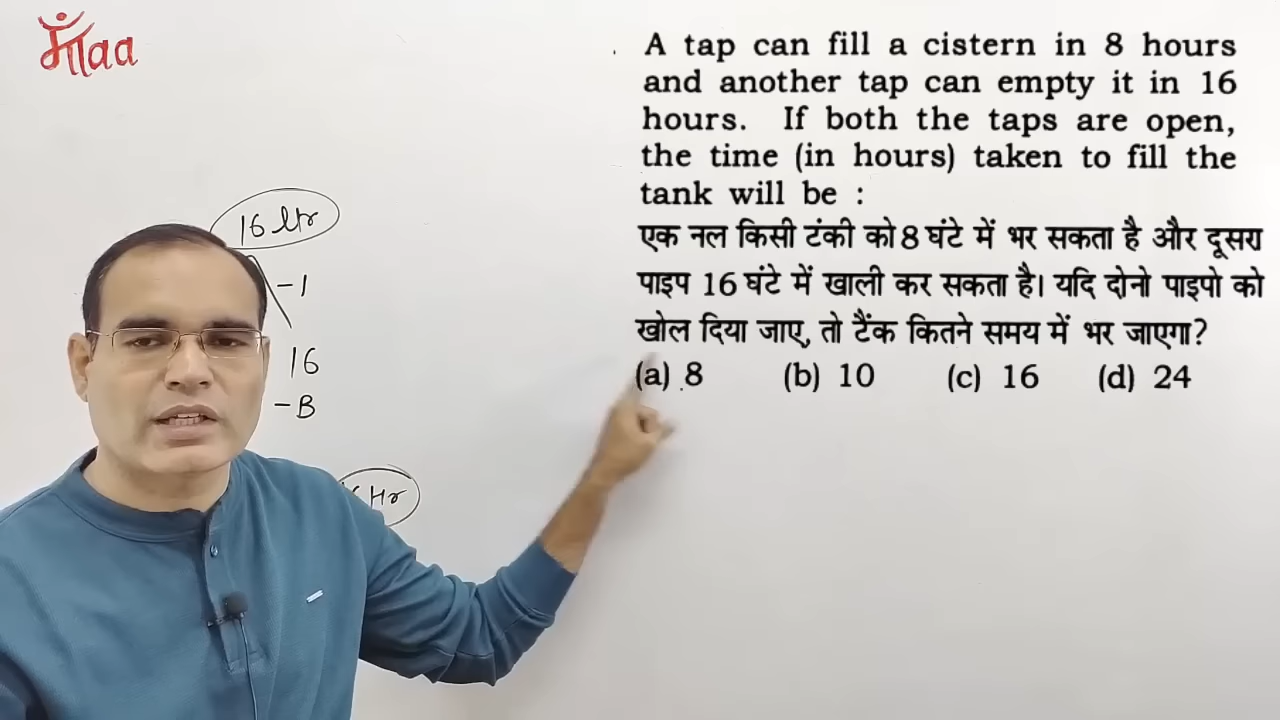 माँaa
A tap can fill a cistern in 8 hours
and another tap can empty it in 16
hours. If both the taps are open,
the time (in hours) taken to fill the
tank will be :
एक नल किसी टंकी को 8 घंटे में भर सकता है और दूसरा
पाइप 16 घंटे में खाली कर सकता है। यदि दोनो पाइपो को
खोल दिया जाए, तो टैंक कितने समय में भर जाएगा?
(a) 8 (b) 10 (c) 16 (d) 24
16 ltr
-1
16
-B
Hr